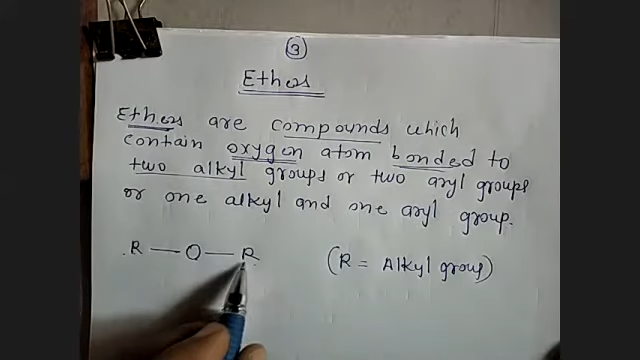 3
Ethers
Ethers are compounds which
contain oxygen atom bonded to
two alkyl groups or two aryl groups
or one alkyl and one aryl group.
R — O — R (R = Alkyl group)